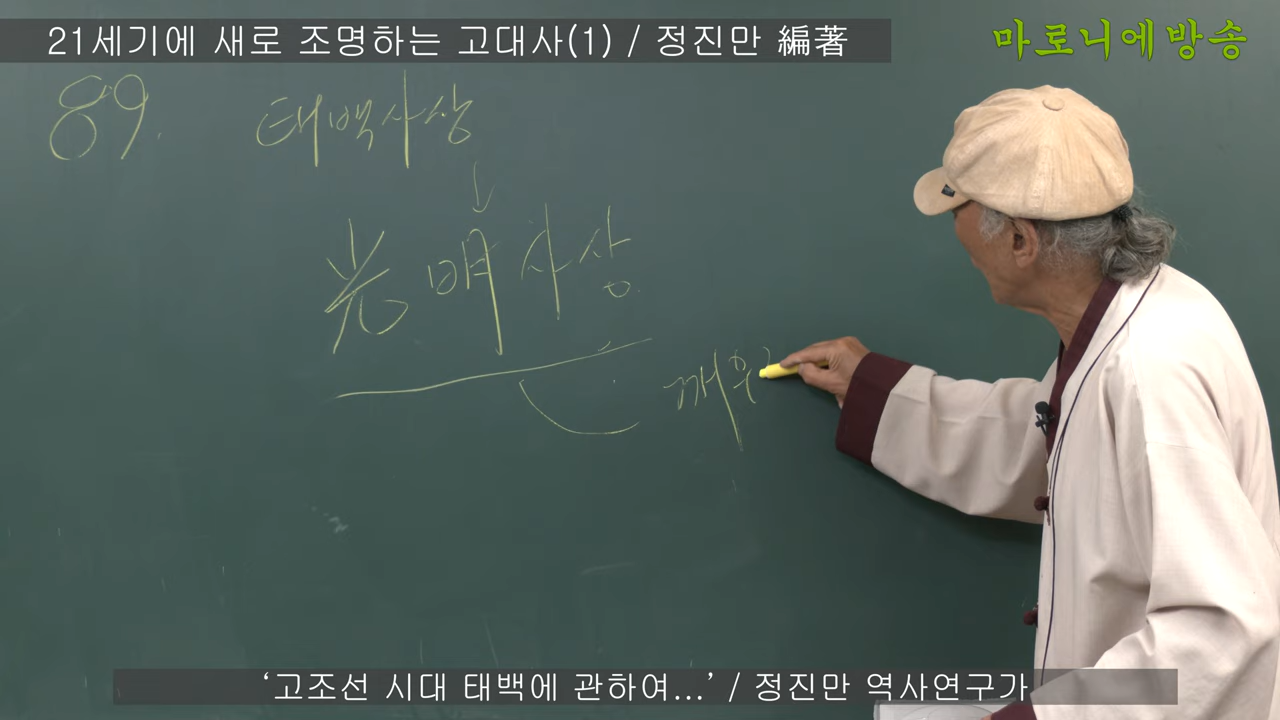 21세기에 새로 조명하는 고대사(1) / 정진만 編著
마로니에방송
89. 태백사상
↓
光明사상
깨우
'고조선 시대 태백에 관하여...' / 정진만 역사연구가